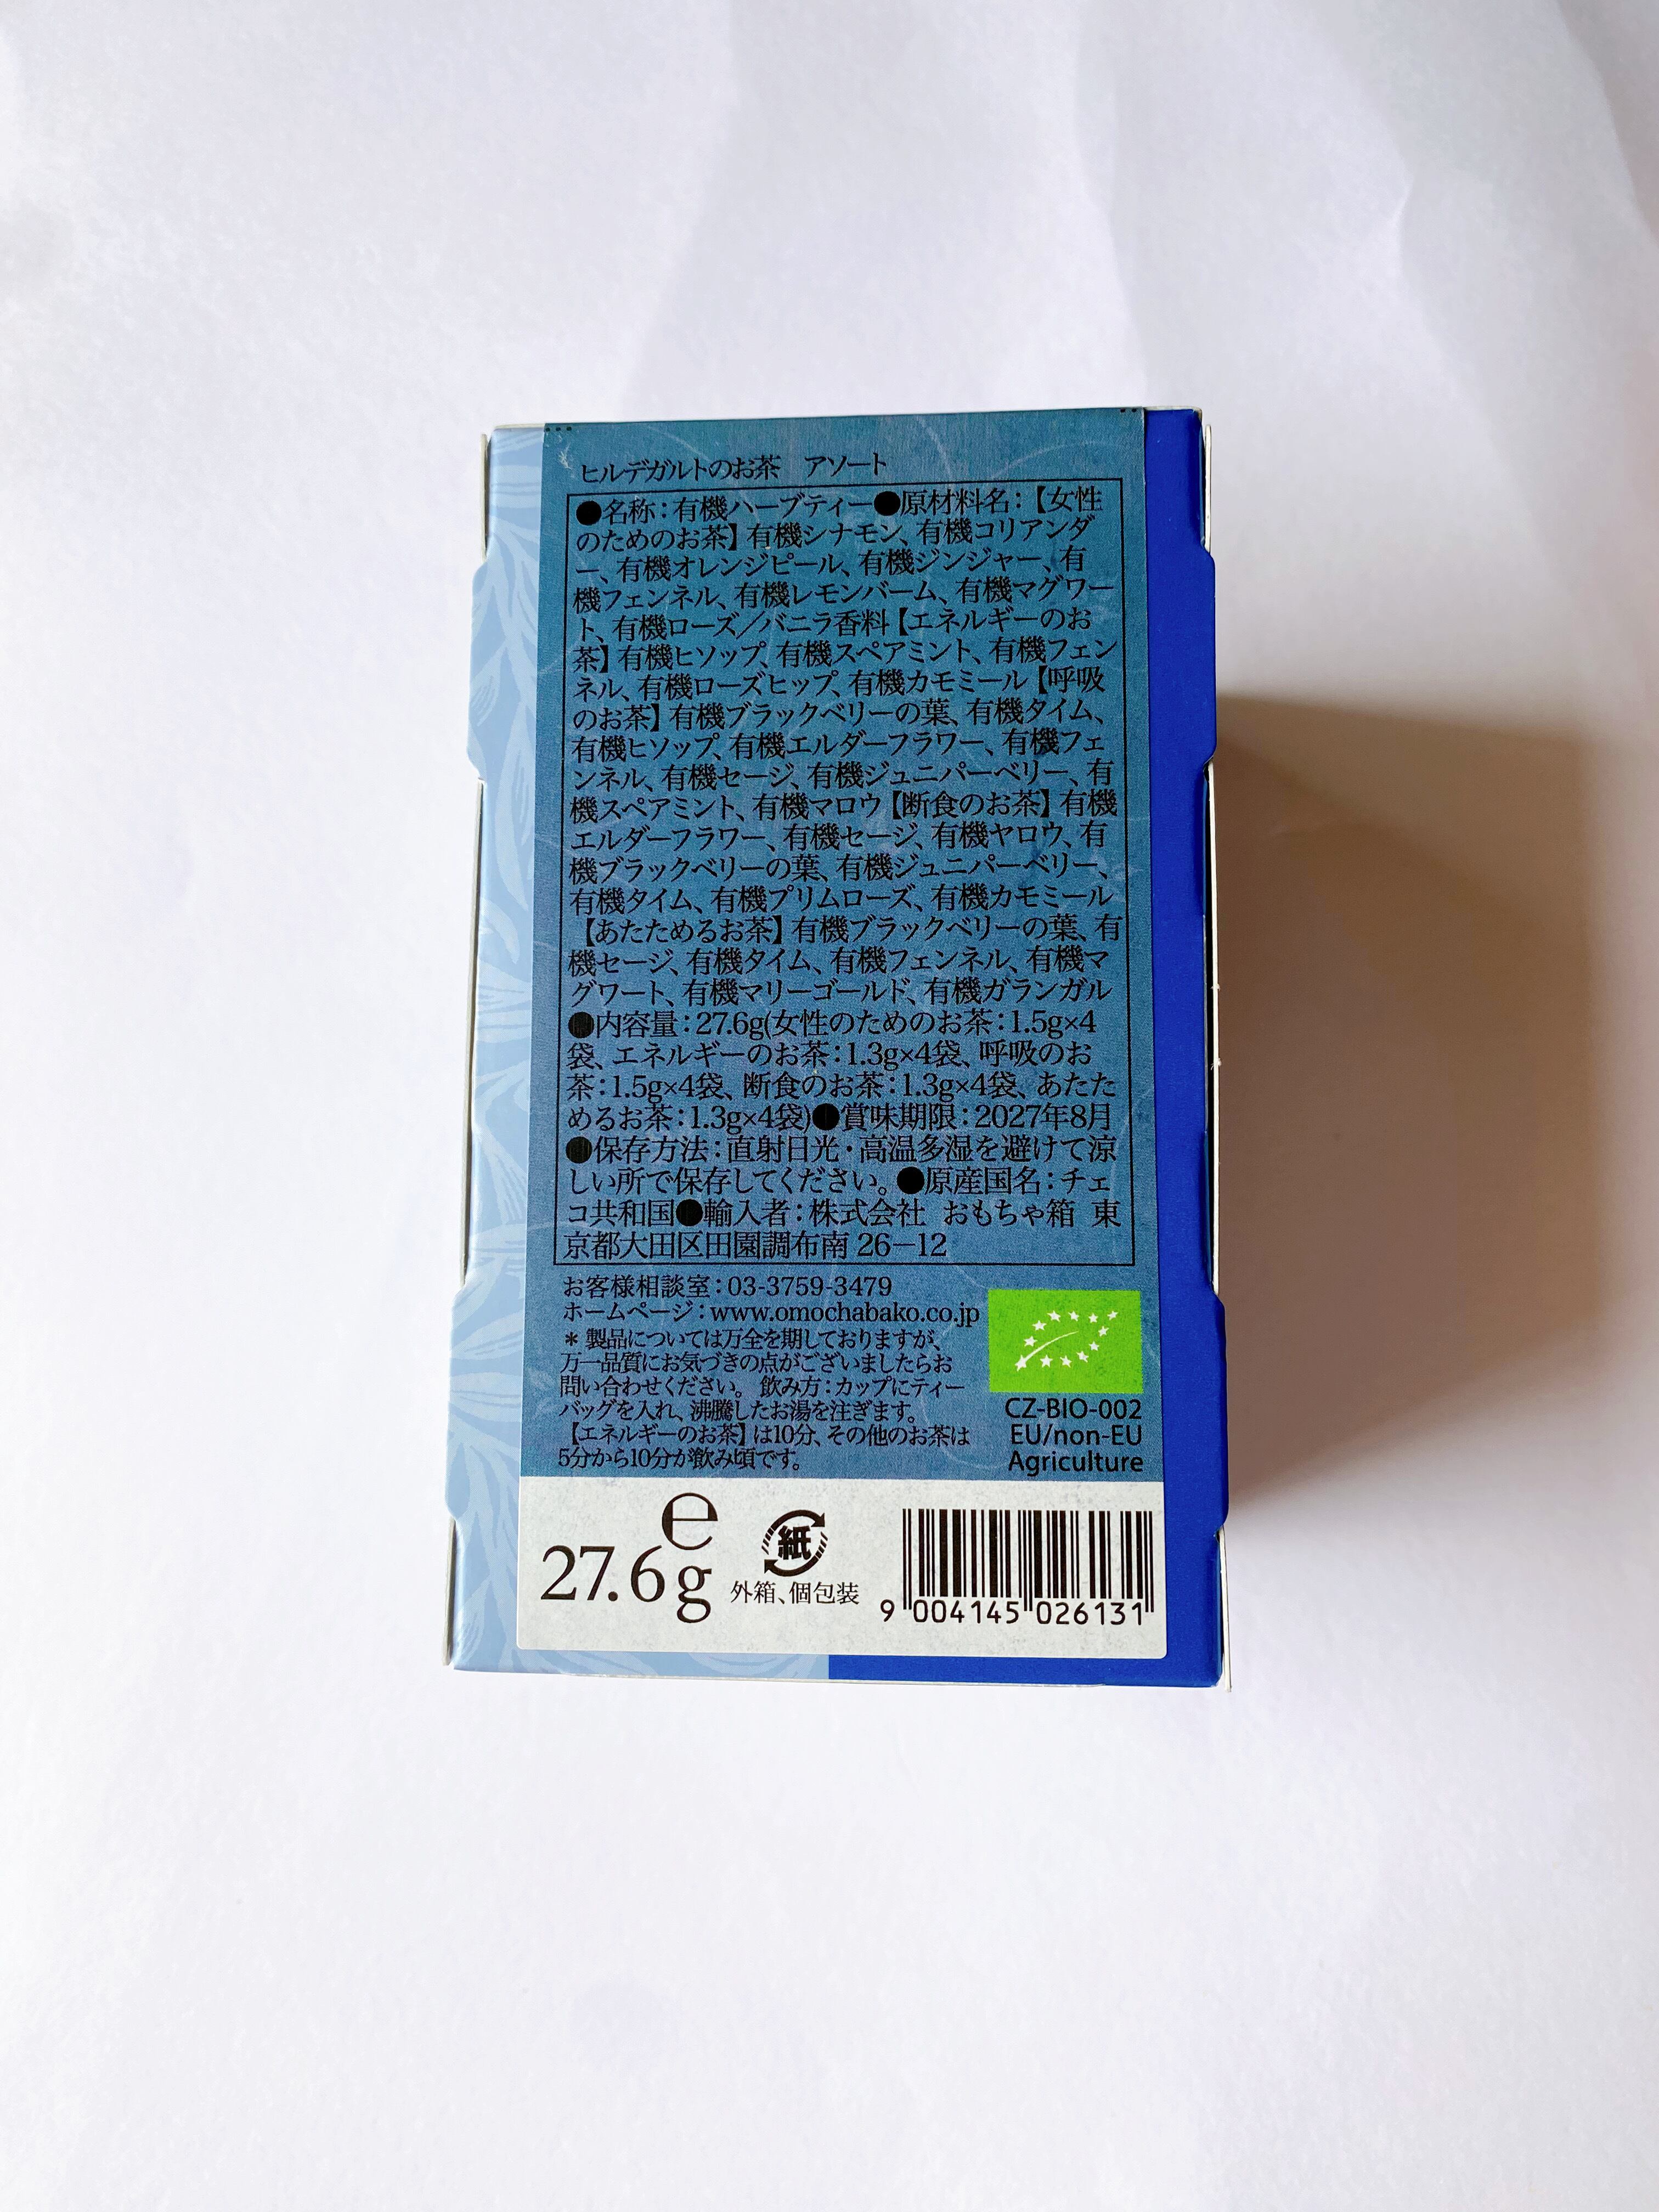 ヒルデガルトのお茶　アソート
●名称：有機ハーブティー●原材料名：【女性
のためのお茶】有機シナモン、有機コリアンダ
ー、有機オレンジピール、有機ジンジャー、有
機フェンネル、有機レモンバーム、有機マグワー
ト、有機ローズ／バニラ香料【エネルギーのお
茶】有機ヒソップ、有機スペアミント、有機フェン
ネル、有機ローズヒップ、有機カモミール【呼吸
のお茶】有機ブラックベリーの葉、有機タイム、
有機ヒソップ、有機エルダーフラワー、有機フェ
ンネル、有機セージ、有機ジュニパーベリー、有
機スペアミント、有機マロウ【断食のお茶】有機
エルダーフラワー、有機セージ、有機ヤロウ、有
機ブラックベリーの葉、有機ジュニパーベリー、
有機タイム、有機プリムローズ、有機カモミール
【あたためるお茶】有機ブラックベリーの葉、有
機セージ、有機タイム、有機フェンネル、有機マ
グワート、有機マリーゴールド、有機ガランガル
●内容量：27.6g(女性のためのお茶：1.5g×4
袋、エネルギーのお茶：1.3g×4袋、呼吸のお
茶：1.5g×4袋、断食のお茶：1.3g×4袋、あたた
めるお茶：1.3g×4袋)●賞味期限：2027年8月
●保存方法：直射日光・高温多湿を避けて涼
しい所で保存してください。●原産国名：チェ
コ共和国●輸入者：株式会社 おもちゃ箱 東
京都大田区田園調布南 26－12
お客様相談室：03-3759-3479
ホームページ：www.omochabako.co.jp
＊製品については万全を期しておりますが、
万一品質にお気づきの点がございましたらお
問い合わせください。 飲み方：カップにティー
バッグを入れ、沸騰したお湯を注ぎます。
【エネルギーのお茶】は10分、その他のお茶は
5分から10分が飲み頃です。
CZ-BIO-002
EU/non-EU
Agriculture
e
27.6g
紙
外箱、個包装
9 004145 026131